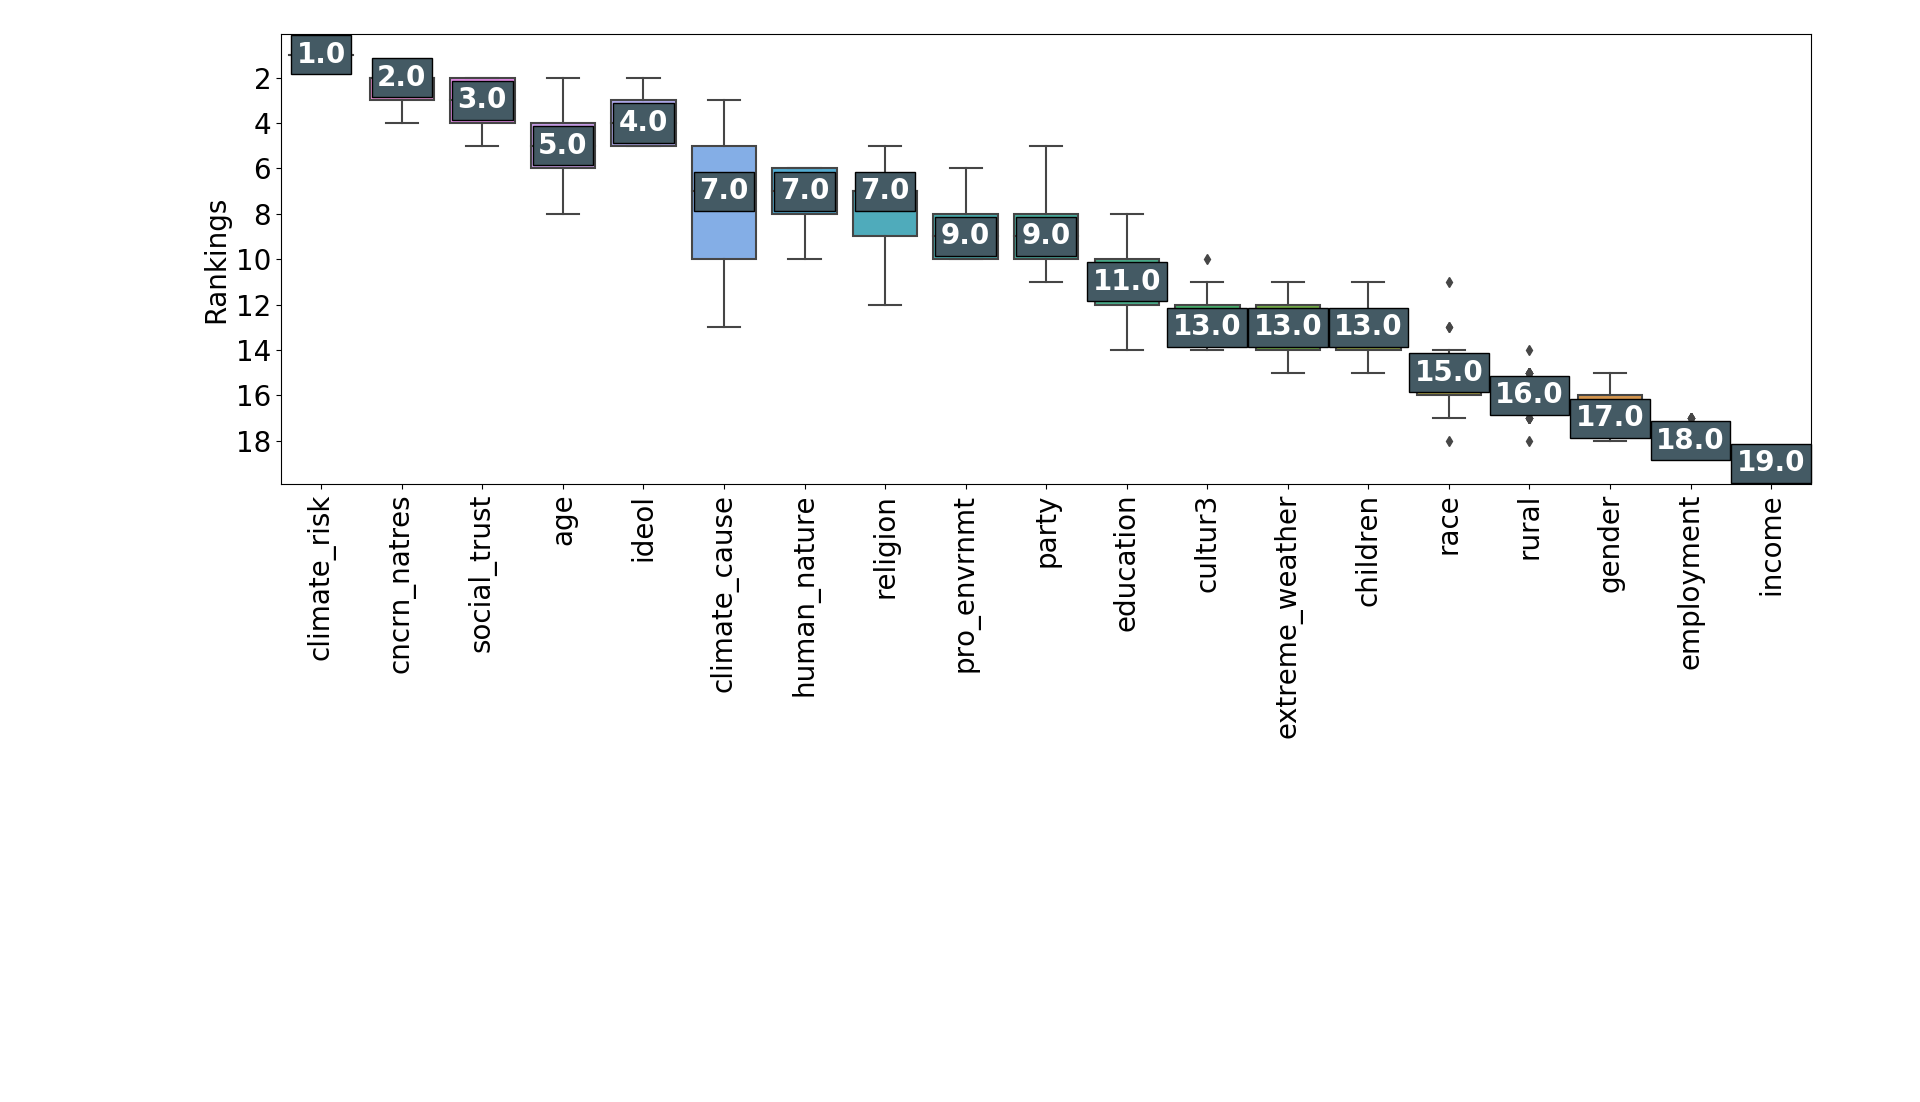 Rankings
2
4
6
8
10
12
14
16
18
1.0
2.0
3.0
5.0
4.0
7.0
7.0
7.0
9.0
9.0
11.0
13.0
13.0
13.0
15.0
16.0
17.0
18.0
19.0
climate_risk
cncrn_natres
social_trust
age
ideol
climate_cause
human_nature
religion
pro_envrnmt
party
education
cultur3
extreme_weather
children
race
rural
gender
employment
income